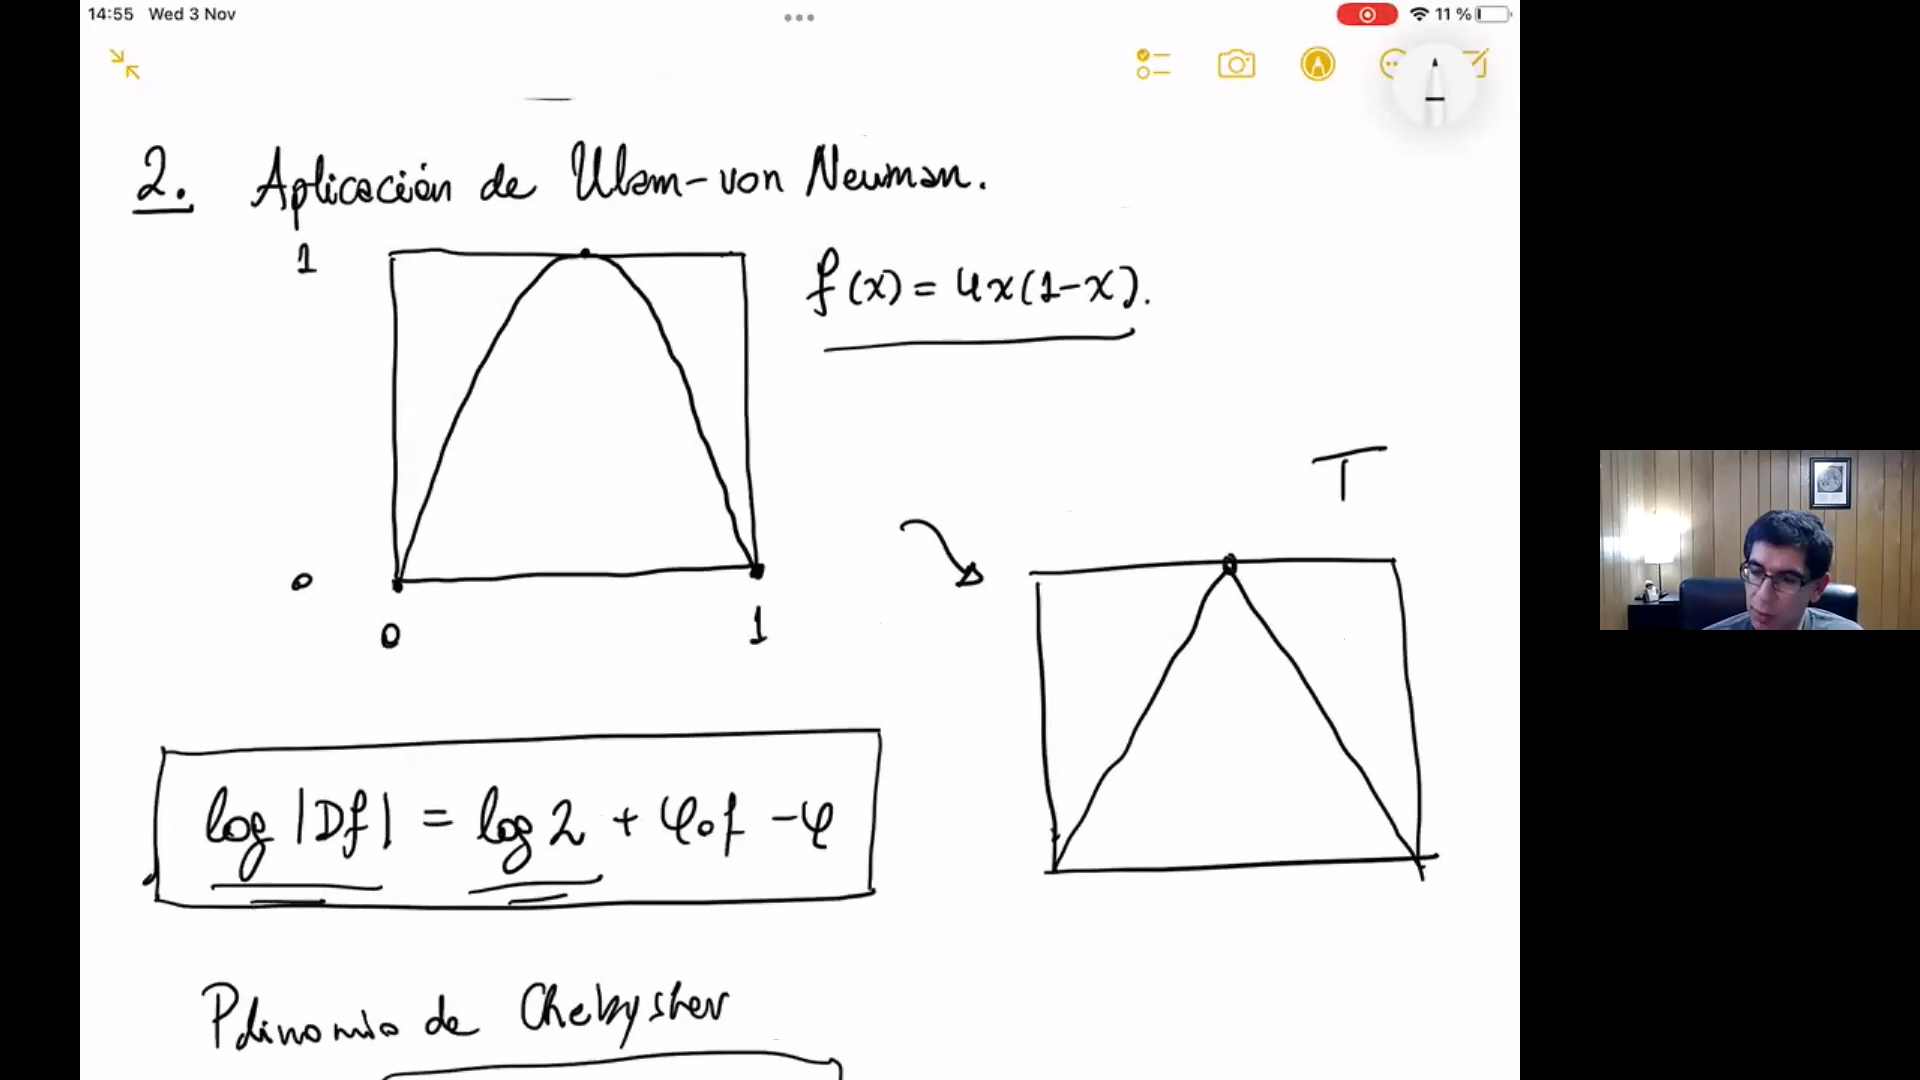 14:55 Wed 3 Nov
11 %
2. Aplicación de Ulam-von Neuman.
1
f(x) = 4x(1-x).
T
0
0 1
log |Df| = log 2 + φ∘f - φ
Polinomio de Chebyshev